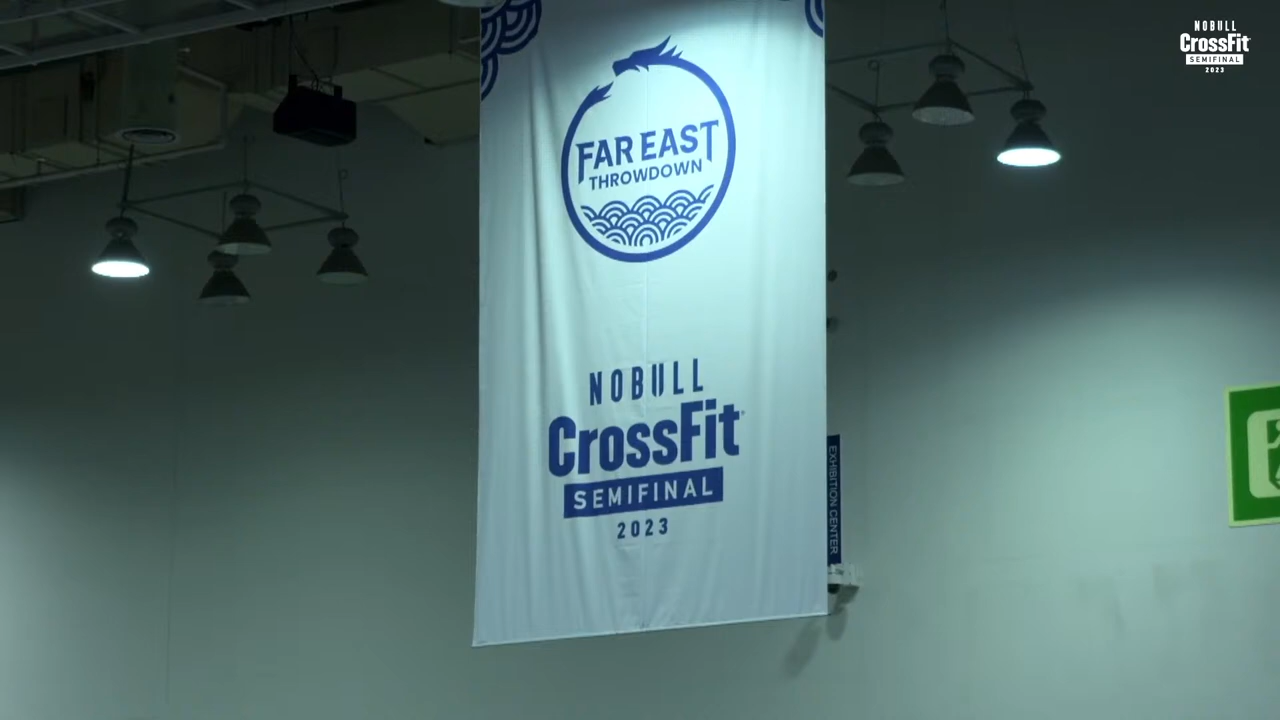 NOBULL
CrossFit
SEMIFINAL
2023
FAR EAST
THROWDOWN
NOBULL
CrossFit
SEMIFINAL
2023
EXHIBITION CENTER